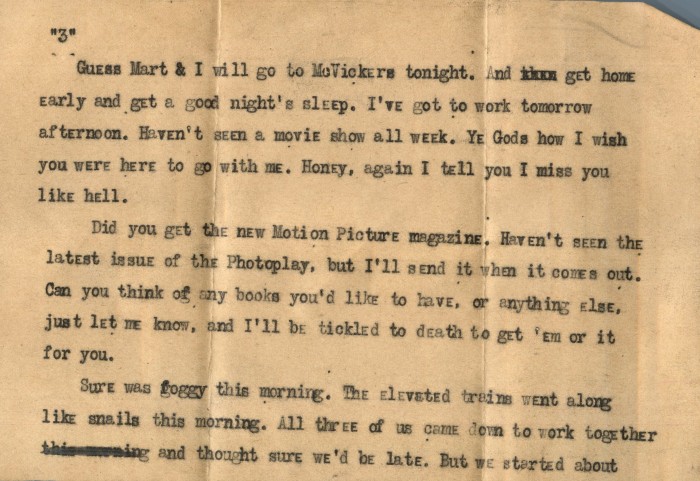 "3"
Guess Mart & I will go to McVickers tonight. And then get home
early and get a good night's sleep. I've got to work tomorrow
afternoon. Haven't seen a movie show all week. Ye Gods how I wish
you were here to go with me. Honey, again I tell you I miss you
like hell.
Did you get the new Motion Picture magazine. Haven't seen the
latest issue of the Photoplay, but I'll send it when it comes out.
Can you think of any books you'd like to have, or anything else,
just let me know, and I'll be tickled to death to get 'em or it
for you.
Sure was foggy this morning. The elevated trains went along
like snails this morning. All three of us came down to work together
this morning and thought sure we'd be late. But we started about